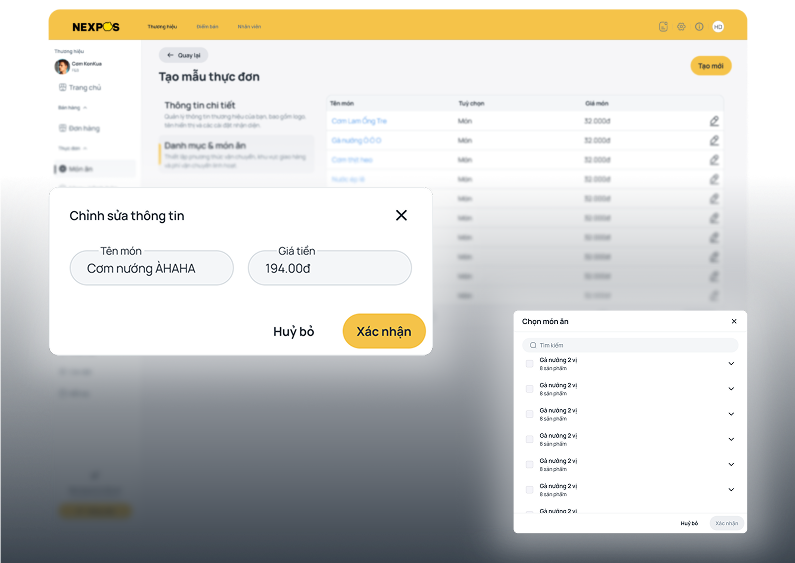 NEXPOS
Thương hiệu
Điểm bán
Nhân viên
HD
Thương hiệu
Cơm KonKua
Trang chủ
Bán hàng
Đơn hàng
Thực đơn
Món ăn
Quay lại
Tạo mẫu thực đơn
Tạo mới
Thông tin chi tiết
Quản lý thông tin thương hiệu của bạn, bao gồm logo,
tên hiển thị và các cài đặt nhận diện.
Danh mục & món ăn
Thiết lập phương thức vận chuyển, khu vực giao hàng
và phí vận chuyển linh hoạt.
Tên món
Tuỳ chọn
Giá món
Cơm Lam Ống Tre
Món
32.000đ
Gà nướng Ò Ó O
Món
32.000đ
Cơm thịt heo
Món
32.000đ
Món
32.000đ
Món
32.000đ
Món
32.000đ
Món
32.000đ
Món
32.000đ
Món
32.000đ
Món
32.000đ
Chỉnh sửa thông tin
Tên món
Cơm nướng ÀHAHA
Giá tiền
194.00đ
Huỷ bỏ
Xác nhận
Chọn món ăn
Tìm kiếm
Gà nướng 2 vị
8 sản phẩm
Gà nướng 2 vị
8 sản phẩm
Gà nướng 2 vị
8 sản phẩm
Gà nướng 2 vị
8 sản phẩm
Gà nướng 2 vị
8 sản phẩm
Gà nướng 2 vị
8 sản phẩm
Gà nướng 2 vị
Huỷ bỏ
Xác nhận